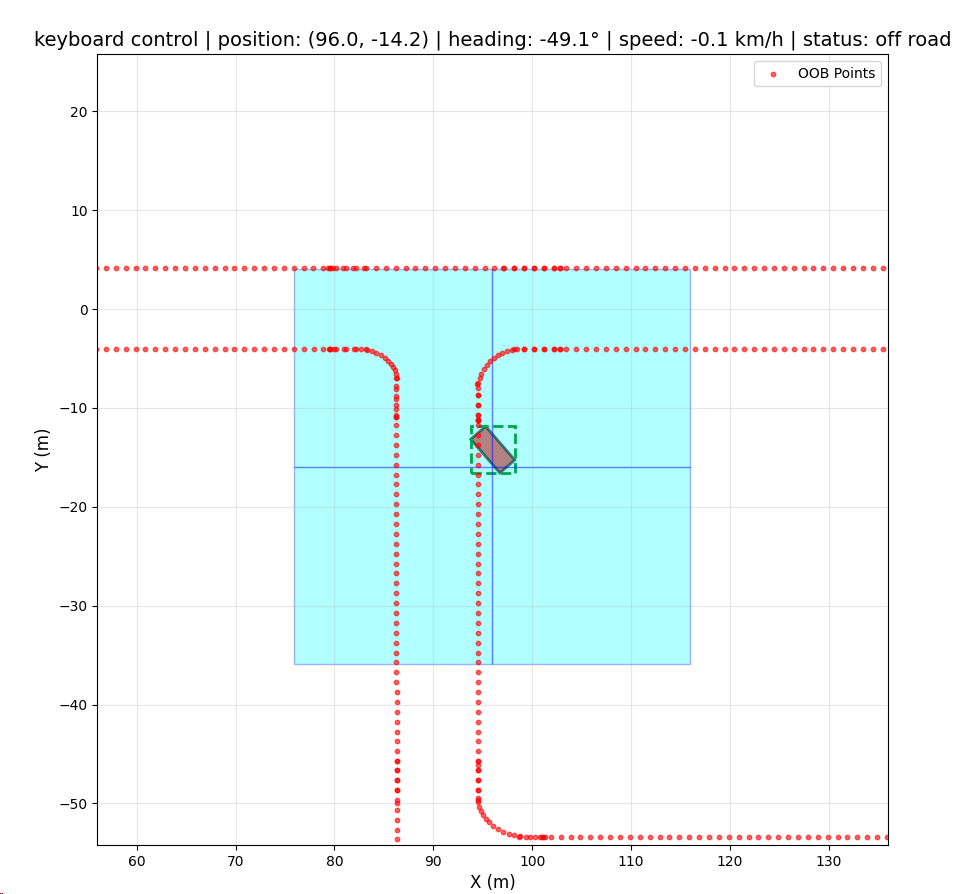 keyboard control | position: (96.0, -14.2) | heading: -49.1° | speed: -0.1 km/h | status: off road
OOB Points
20
10
0
−10
−20
−30
−40
−50
Y (m)
60 70 80 90 100 110 120 130
X (m)